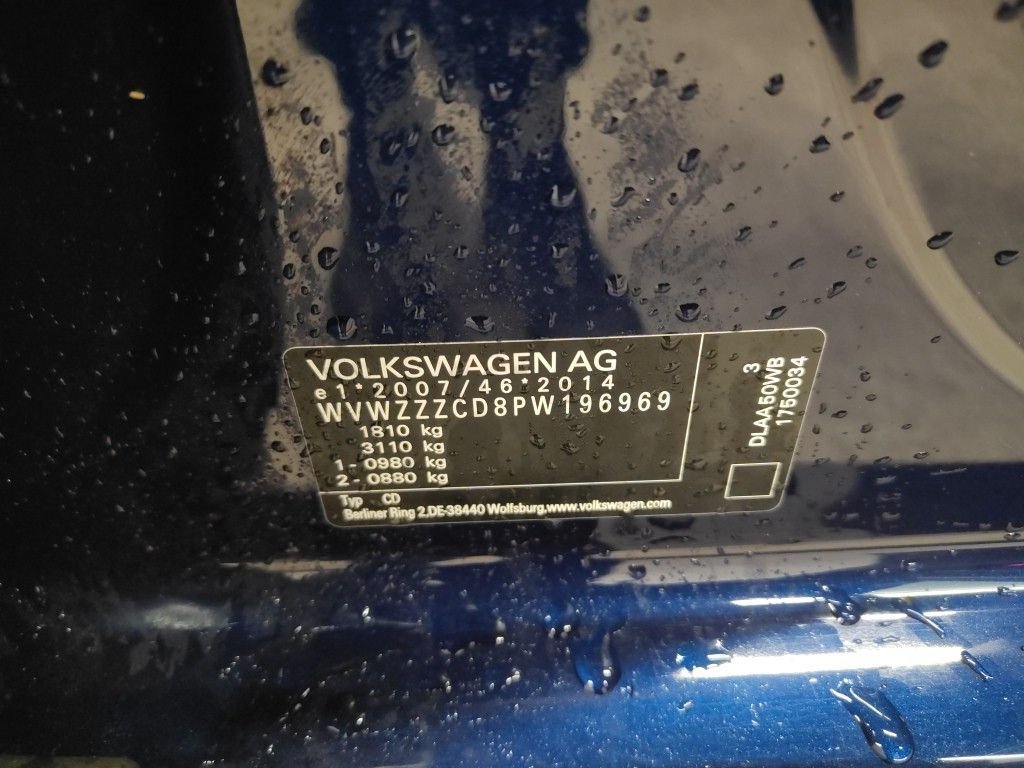 VOLKSWAGEN AG
e1*2007/46*2014
WVWZZZCD8PW196969
1810 kg
3110 kg
1- 0980 kg
2- 0880 kg
Typ CD
Berliner Ring 2.DE-38440 Wolfsburg.www.volkswagen.com
3
DLAA50WB
1750034